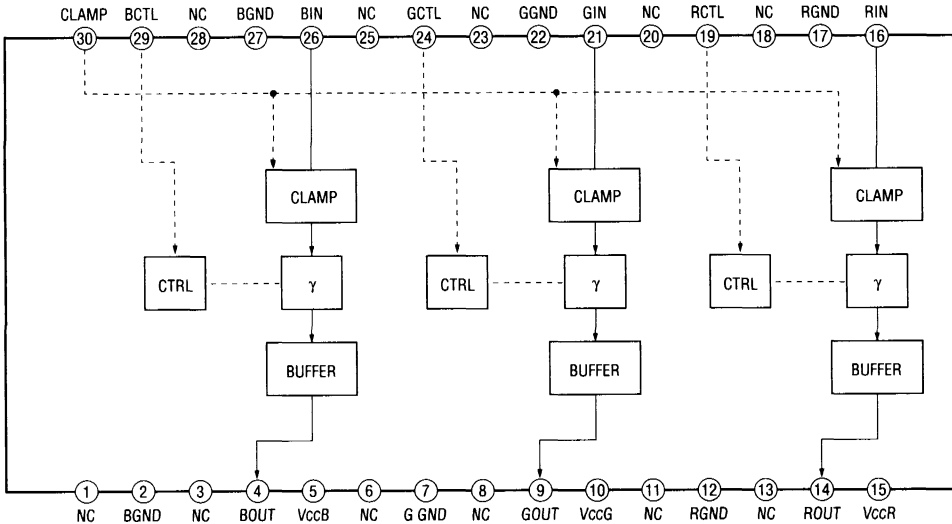 CLAMP BCTL NC BGND BIN NC GCTL NC GGND GIN NC RCTL NC RGND RIN
30 29 28 27 26 25 24 23 22 21 20 19 18 17 16
CLAMP CLAMP CLAMP
CTRL γ CTRL γ CTRL γ
BUFFER BUFFER BUFFER
1 2 3 4 5 6 7 8 9 10 11 12 13 14 15
NC BGND NC BOUT VccB NC G GND NC GOUT VccG NC RGND NC ROUT VccR